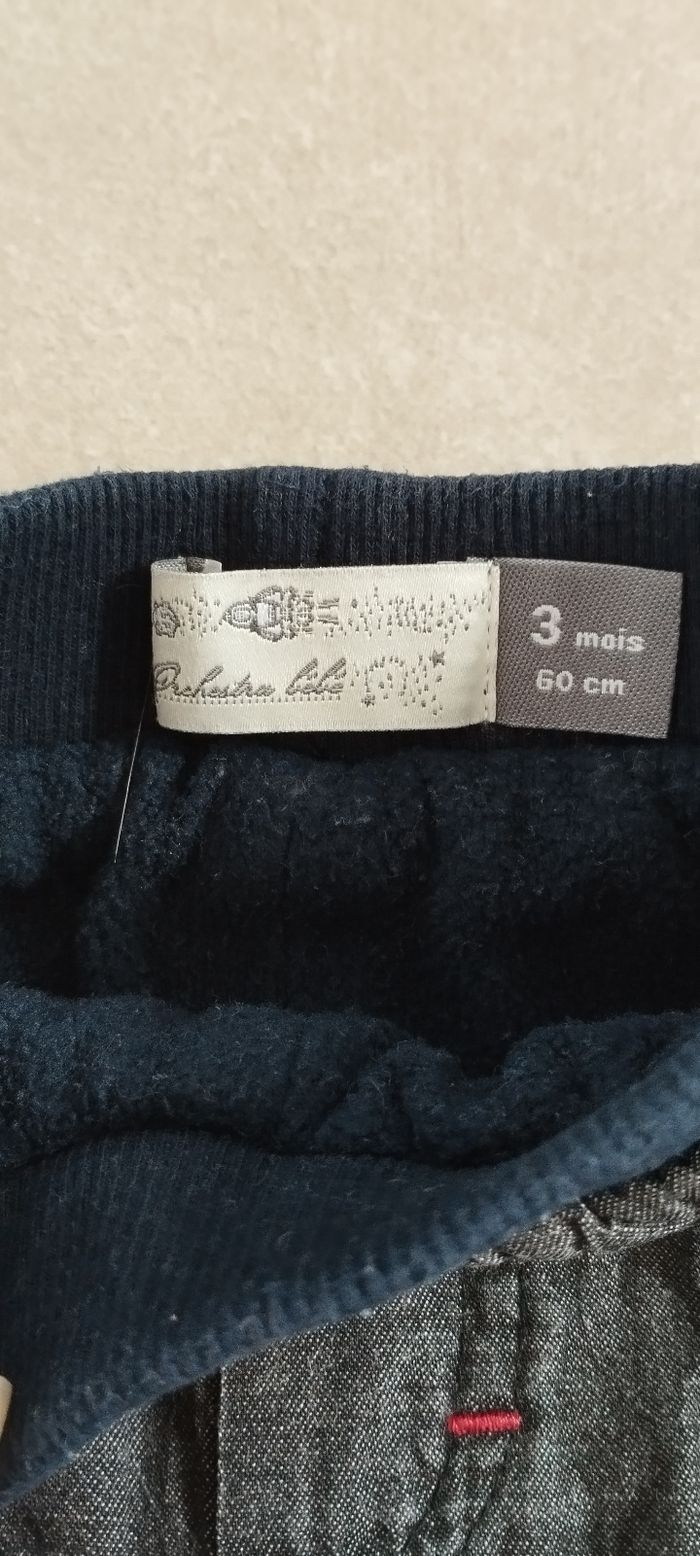 Orchestra bébé
3 mois
60 cm